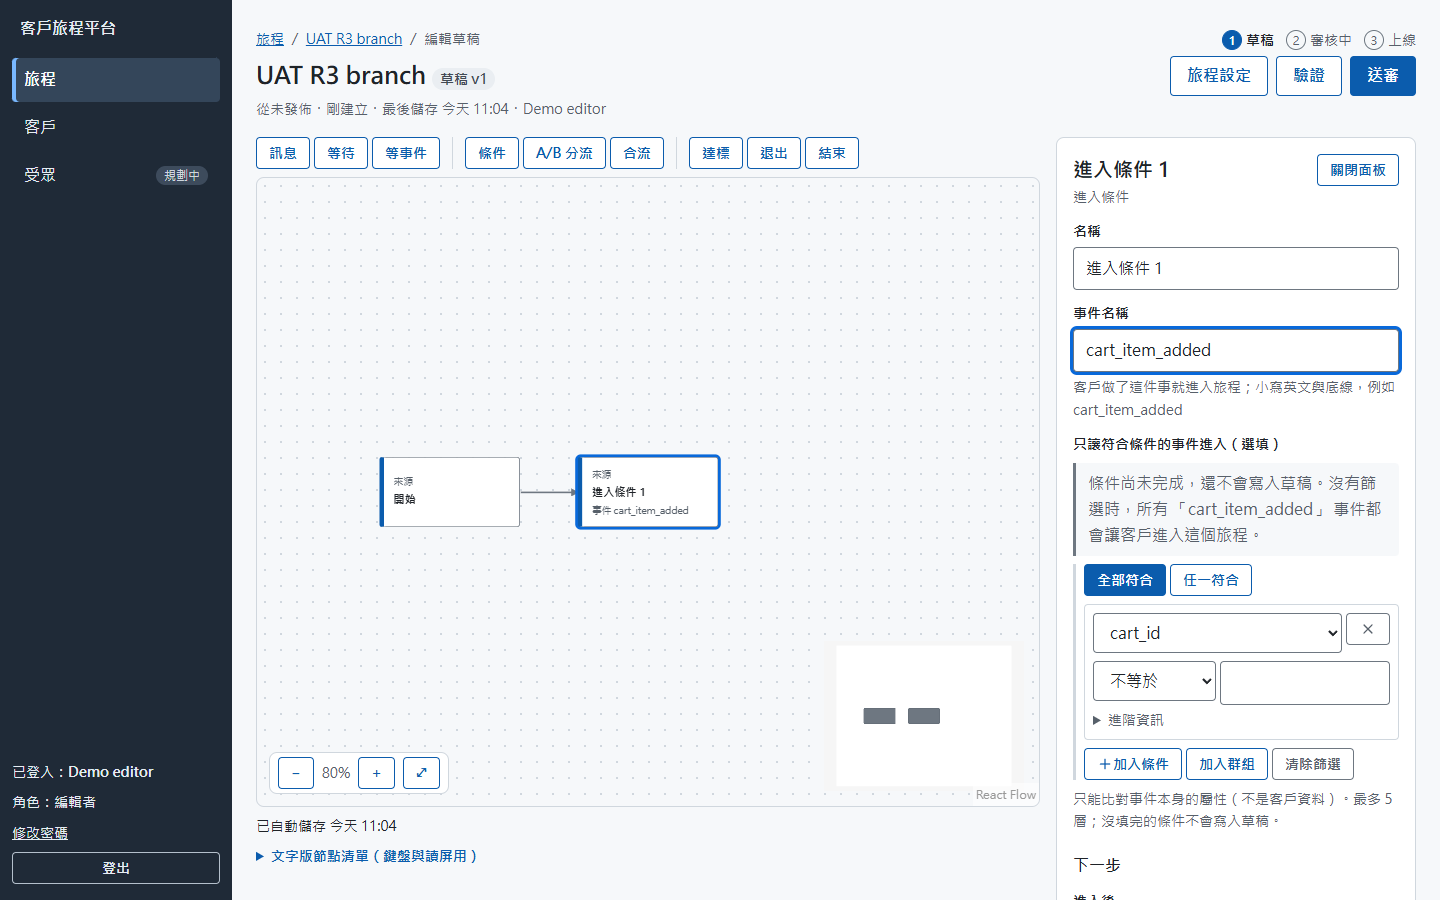 客戶旅程平台
旅程
客戶
受眾 規劃中
已登入：Demo editor
角色：編輯者
修改密碼
登出
旅程 / UAT R3 branch / 編輯草稿
UAT R3 branch 草稿 v1
從未發佈 · 剛建立 · 最後儲存 今天 11:04 · Demo editor
1 草稿 2 審核中 3 上線
旅程設定 驗證 送審
訊息 等待 等事件 條件 A/B 分流 合流 達標 退出 結束
來源
開始
來源
進入條件 1
事件 cart_item_added
− 80% +
React Flow
已自動儲存 今天 11:04
文字版節點清單（鍵盤與讀屏用）
進入條件 1 關閉面板
進入條件
名稱
進入條件 1
事件名稱
cart_item_added
客戶做了這件事就進入旅程；小寫英文與底線，例如
cart_item_added
只讓符合條件的事件進入（選填）
條件尚未完成，還不會寫入草稿。沒有篩
選時，所有「cart_item_added」事件都
會讓客戶進入這個旅程。
全部符合 任一符合
cart_id ×
不等於
進階資訊
＋加入條件 加入群組 清除篩選
只能比對事件本身的屬性（不是客戶資料）。最多 5
層；沒填完的條件不會寫入草稿。
下一步
進入後